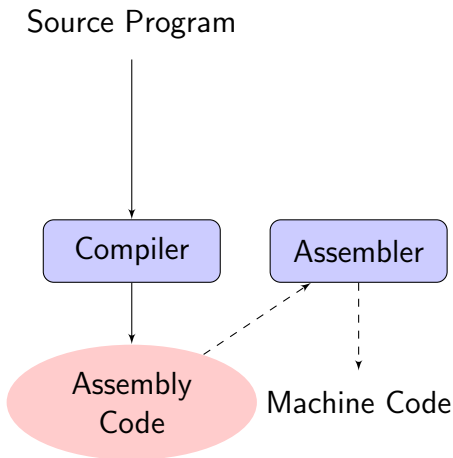 Source Program
Compiler
Assembler
Assembly
Code
Machine Code